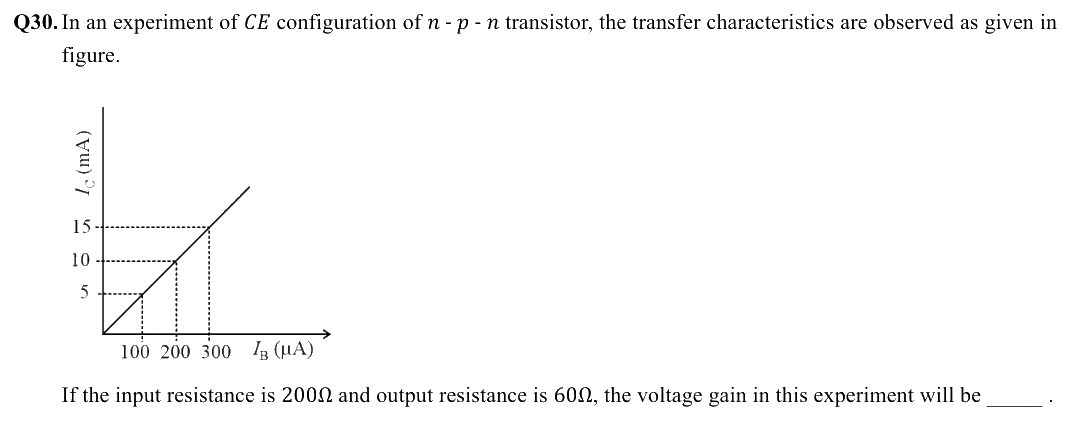 Q30. In an experiment of CE configuration of n - p - n transistor, the transfer characteristics are observed as given in
figure.
I_C (mA)
15
10
5
100 200 300 I_B (μA)
If the input resistance is 200Ω and output resistance is 60Ω, the voltage gain in this experiment will be _____ .